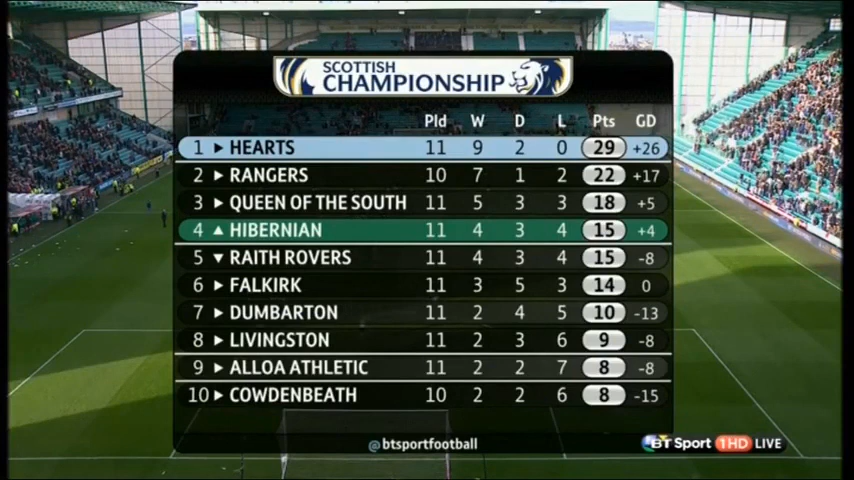 SCOTTISH
CHAMPIONSHIP
Pld W D L Pts GD
1 HEARTS 11 9 2 0 29 +26
2 RANGERS 10 7 1 2 22 +17
3 QUEEN OF THE SOUTH 11 5 3 3 18 +5
4 HIBERNIAN 11 4 3 4 15 +4
5 RAITH ROVERS 11 4 3 4 15 -8
6 FALKIRK 11 3 5 3 14 0
7 DUMBARTON 11 2 4 5 10 -13
8 LIVINGSTON 11 2 3 6 9 -8
9 ALLOA ATHLETIC 11 2 2 7 8 -8
10 COWDENBEATH 10 2 2 6 8 -15
@btsportfootball
BT Sport 1HD LIVE